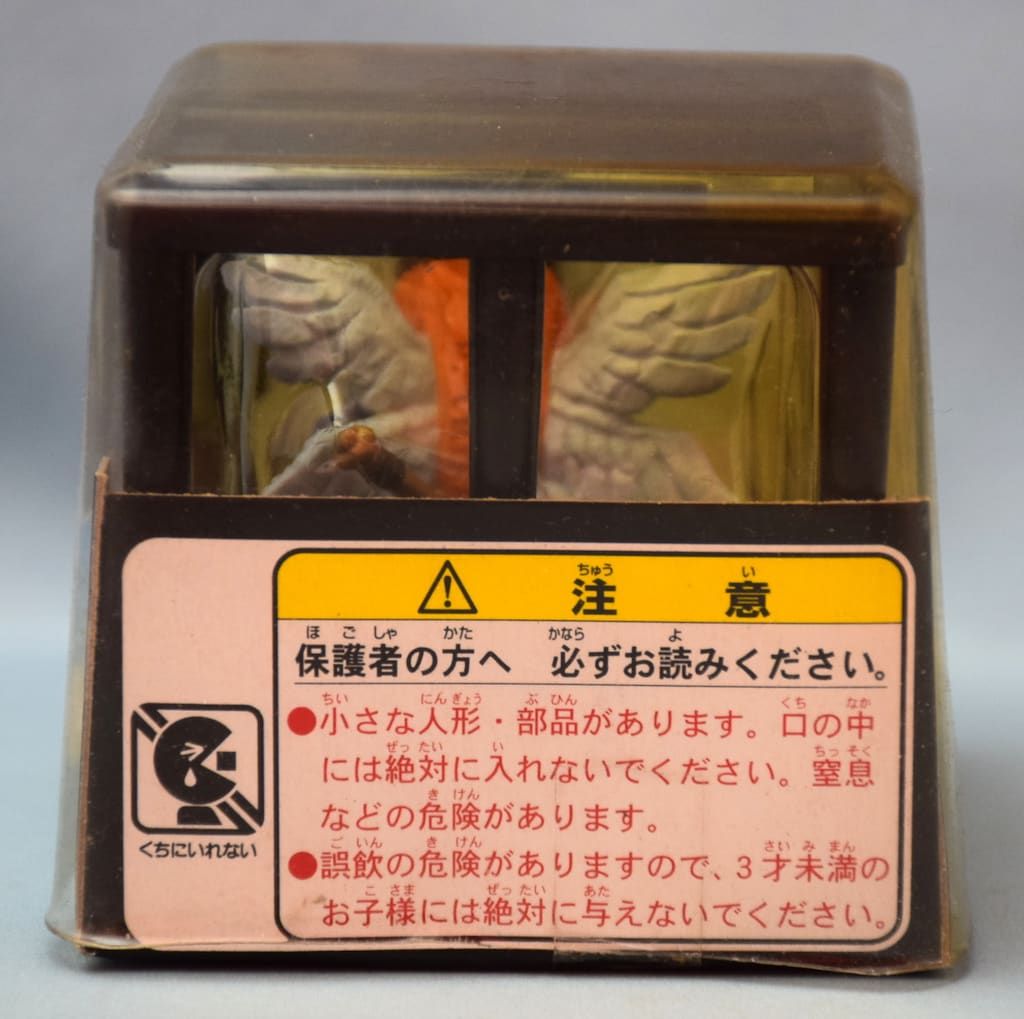 注意
保護者の方へ 必ずお読みください。
●小さな人形・部品があります。口の中
には絶対に入れないでください。窒息
などの危険があります。
●誤飲の危険がありますので、3才未満の
お子様には絶対に与えないでください。
くちにいれない